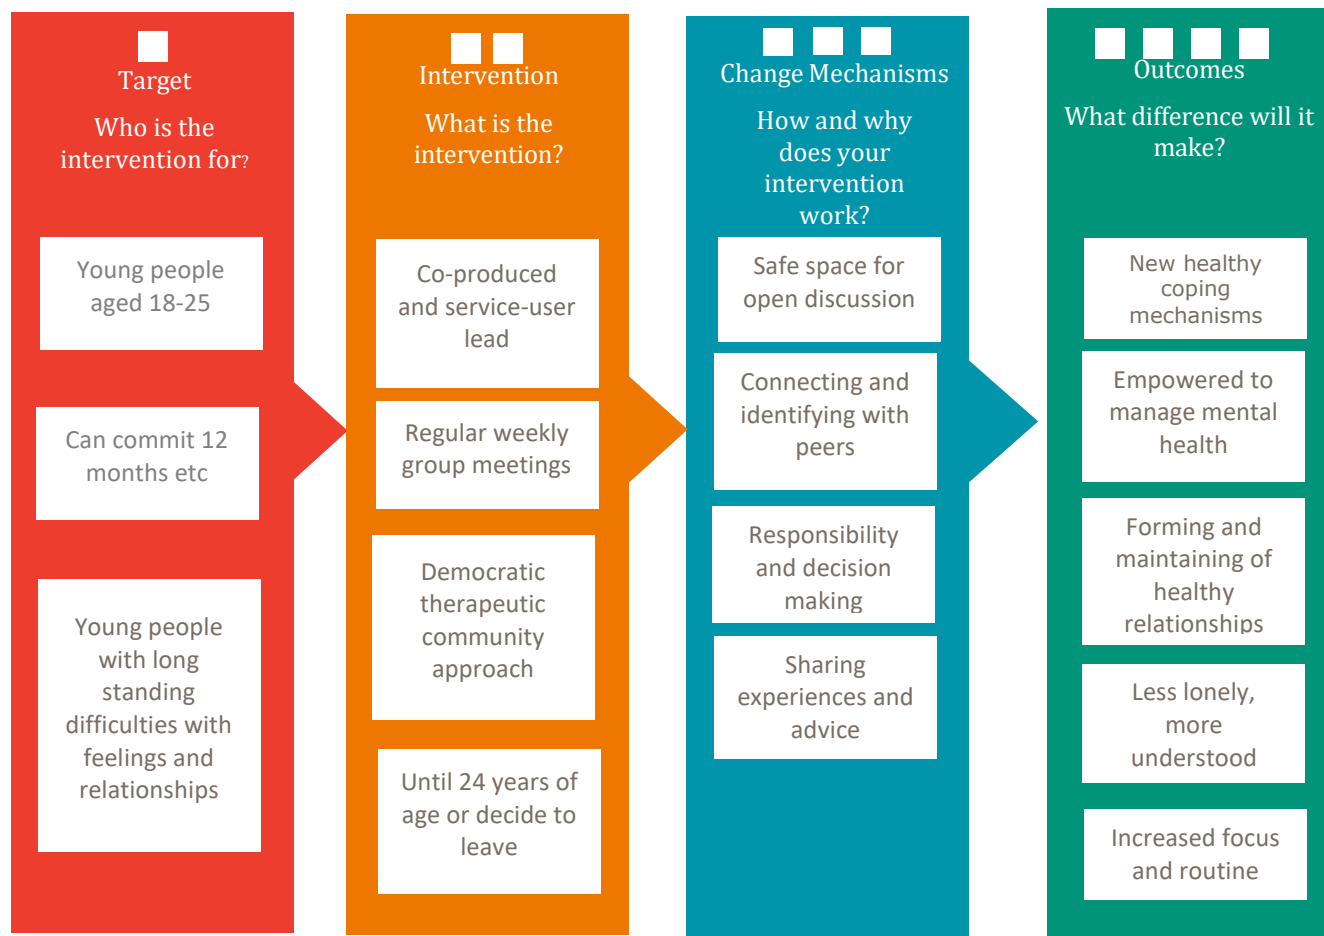 Target
Who is the
intervention for?
Young people
aged 18-25
Can commit 12
months etc
Young people
with long
standing
difficulties with
feelings and
relationships
Intervention
What is the
intervention?
Co-produced
and service-user
lead
Regular weekly
group meetings
Democratic
therapeutic
community
approach
Until 24 years of
age or decide to
leave
Change Mechanisms
How and why
does your
intervention
work?
Safe space for
open discussion
Connecting and
identifying with
peers
Responsibility
and decision
making
Sharing
experiences and
advice
Outcomes
What difference will it
make?
New healthy
coping
mechanisms
Empowered to
manage mental
health
Forming and
maintaining of
healthy
relationships
Less lonely,
more
understood
Increased focus
and routine